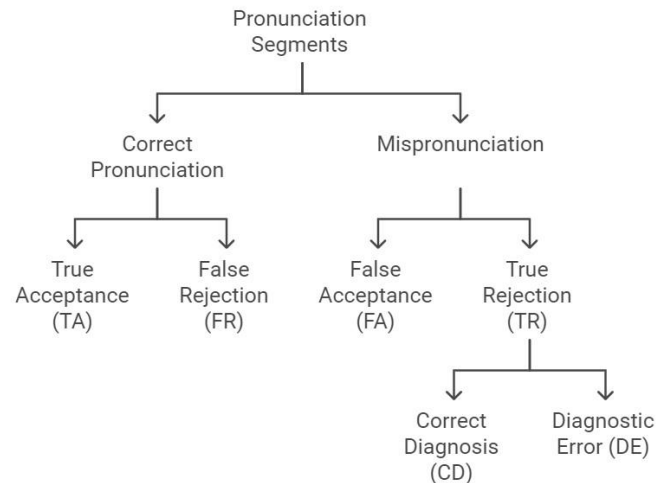 Pronunciation
Segments
Correct
Pronunciation
Mispronunciation
True
Acceptance
(TA)
False
Rejection
(FR)
False
Acceptance
(FA)
True
Rejection
(TR)
Correct
Diagnosis
(CD)
Diagnostic
Error (DE)